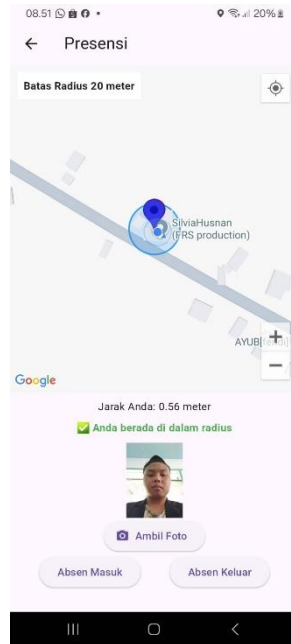 08.51
20%
Presensi
Batas Radius 20 meter
SilviaHusnan
(FRS production)
Google
Jarak Anda: 0.56 meter
Anda berada di dalam radius
Ambil Foto
Absen Masuk
Absen Keluar